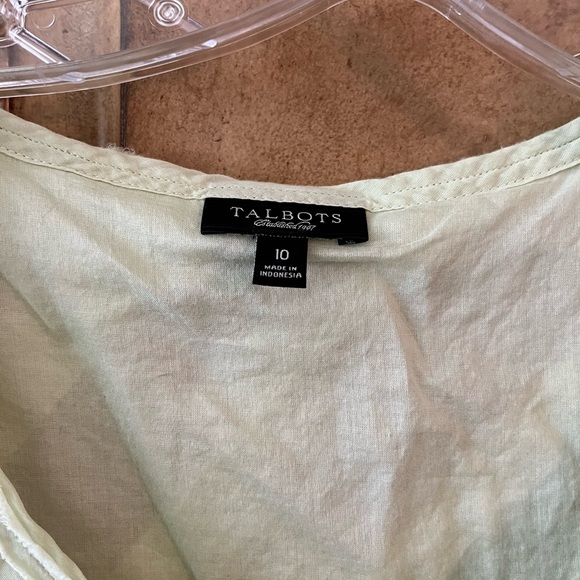 TALBOTS
Established 1947
10
MADE IN
INDONESIA